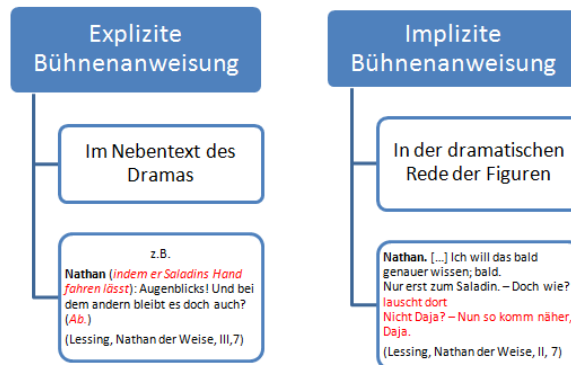 Explizite
Bühnenanweisung
Im Nebentext des
Dramas
z.B.
Nathan (indem er Saladins Hand
fahren lässt): Augenblicks! Und bei
dem andern bleibt es doch auch?
(Ab.)
(Lessing, Nathan der Weise, III,7)
Implizite
Bühnenanweisung
In der dramatischen
Rede der Figuren
Nathan. [...] Ich will das bald
genauer wissen; bald.
Nur erst zum Saladin. – Doch wie?
lauscht dort
Nicht Daja? – Nun so komm näher,
Daja.
(Lessing, Nathan der Weise, II, 7)